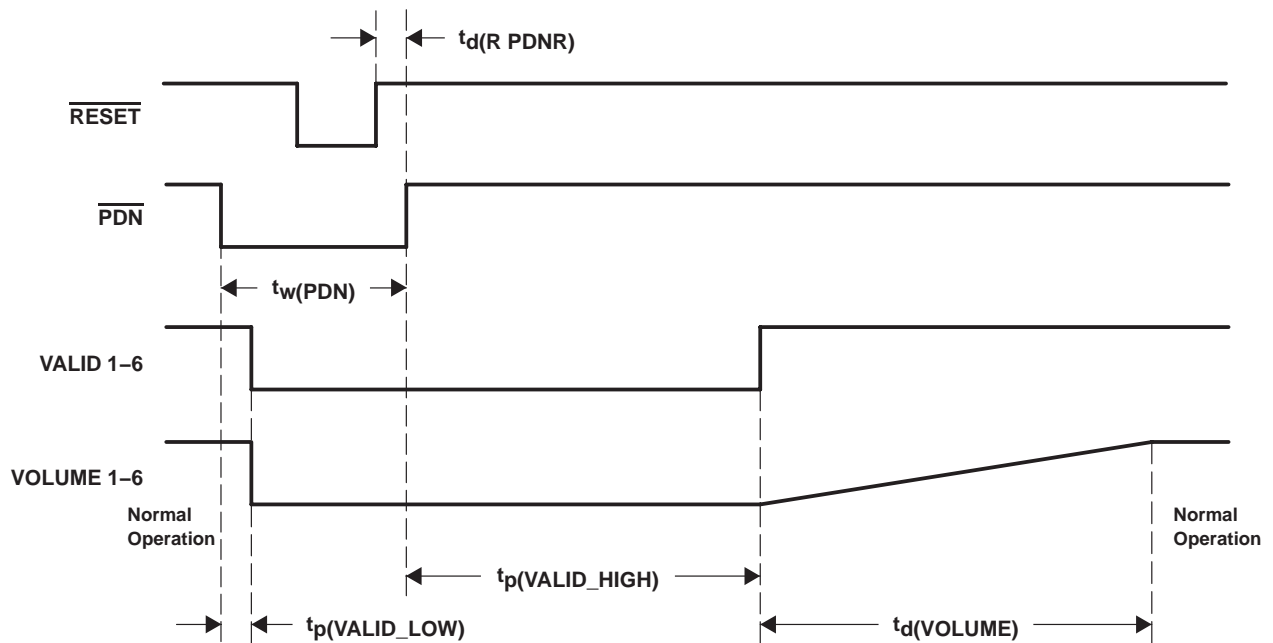 td(R PDNR)
RESET
PDN
tw(PDN)
VALID 1–6
VOLUME 1–6
Normal
Operation
Normal
Operation
tp(VALID_HIGH)
tp(VALID_LOW)
td(VOLUME)